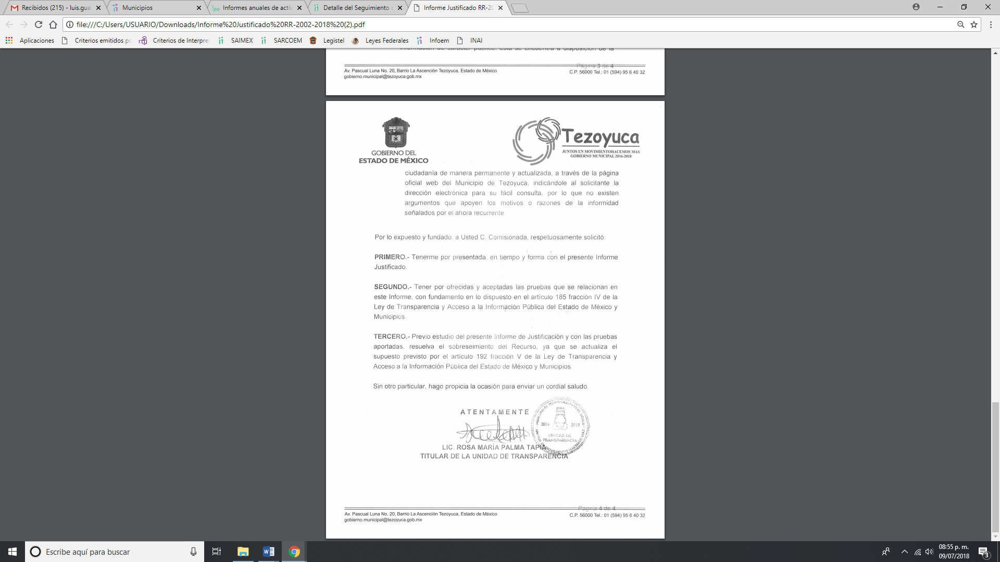 Recibidos (215) - luis.gua
Municipios
Informes anuales de activ
Detalle del Seguimiento
Informe Justificado RR-20
file:///C:/Users/USUARIO/Downloads/Informe%20Justificado%20RR-2002-2018%20(2).pdf
Aplicaciones
Criterios emitidos po
Criterios de Interpret
SAIMEX
SARCOEM
Legistel
Leyes Federales
Infoem
INAI
información de carácter público, esta se encuentra a disposición de la
Página 3 de 4
Av. Pascual Luna No. 20, Barrio La Ascención Tezoyuca, Estado de México
C.P. 56000 Tel.: 01 (594) 95 6 40 32
gobierno.municipal@tezoyuca.gob.mx
GOBIERNO DEL
ESTADO DE MÉXICO
Tezoyuca
JUNTOS EN MOVIMIENTOHACEMOS MAS
GOBIERNO MUNICIPAL 2016-2018
ciudadanía de manera permanente y actualizada, a través de la página
oficial web del Municipio de Tezoyuca, indicándole al solicitante la
dirección electrónica para su fácil consulta, por lo que no existen
argumentos que apoyen los motivos o razones de la informidad
señalados por el ahora recurrente
Por lo expuesto y fundado, a Usted C. Comisionada, respetuosamente solicitó:
PRIMERO.- Tenerme por presentada, en tiempo y forma con el presente Informe
Justificado.
SEGUNDO.- Tener por ofrecidas y aceptadas las pruebas que se relacionan en
este Informe, con fundamento en lo dispuesto en el artículo 185 fracción IV de la
Ley de Transparencia y Acceso a la Información Pública del Estado de México y
Municipios.
TERCERO.- Previo estudio del presente Informe de Justificación y con las pruebas
aportadas, resuelva el sobreseimiento del Recurso, ya que se actualiza el
supuesto previsto por el artículo 192 fracción V de la Ley de Transparencia y
Acceso a la Información Pública del Estado de México y Municipios.
Sin otro particular, hago propicia la ocasión para enviar un cordial saludo.
ATENTAMENTE
2016 2018
UNIDAD DE
TRANSPARENCIA
LIC. ROSA MARÍA PALMA TAPIA
TITULAR DE LA UNIDAD DE TRANSPARENCIA
Página 4 de 4
Av. Pascual Luna No. 20, Barrio La Ascención Tezoyuca, Estado de México
C.P. 56000 Tel.: 01 (594) 95 6 40 32
gobierno.municipal@tezoyuca.gob.mx
Escribe aquí para buscar
08:55 p. m.
09/07/2018
3